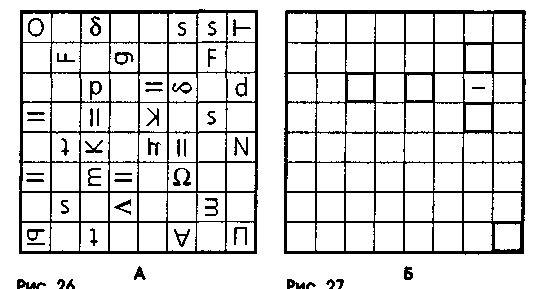 O δ s s T
F g F
p = δ d
= = K s
t K h = N
= m = Ω
s V m
b t A П
–
А Б
Рис. 26 Рис. 27